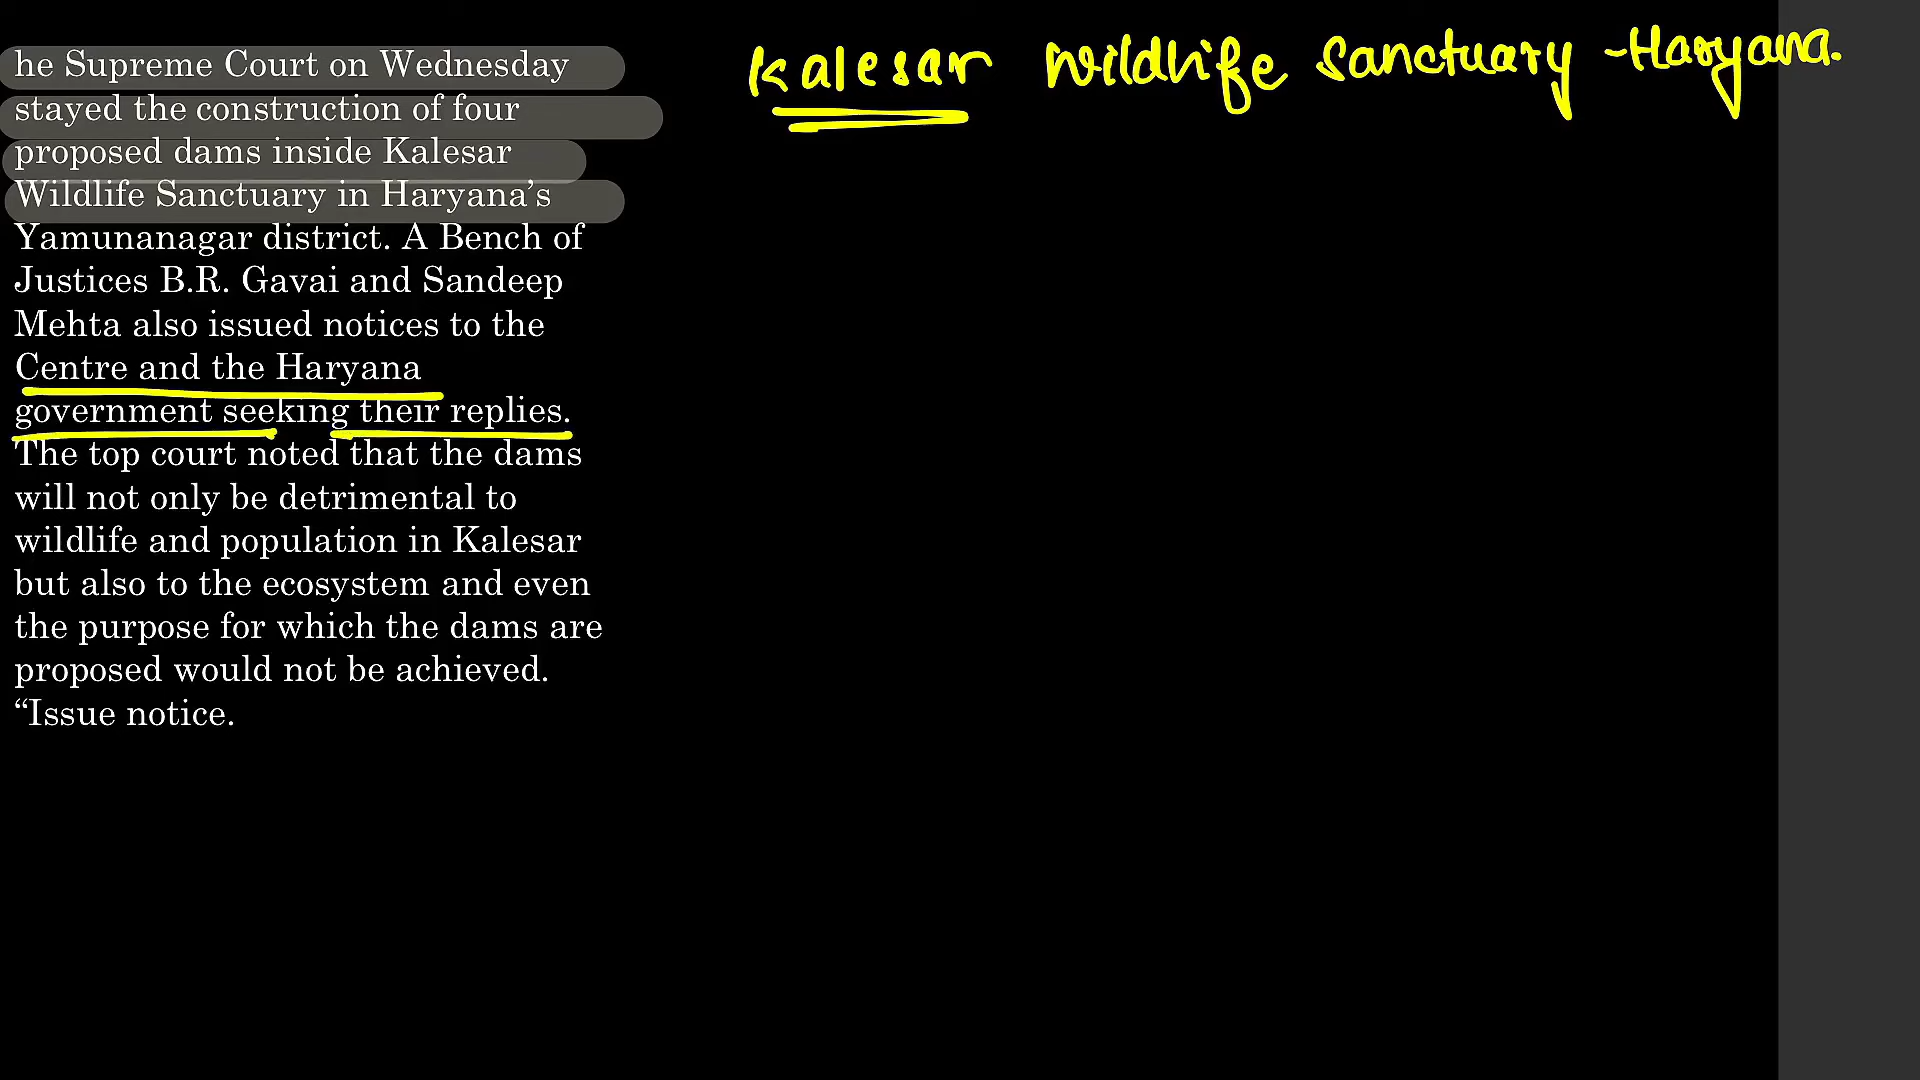 he Supreme Court on Wednesday
stayed the construction of four
proposed dams inside Kalesar
Wildlife Sanctuary in Haryana’s
Yamunanagar district. A Bench of
Justices B.R. Gavai and Sandeep
Mehta also issued notices to the
Centre and the Haryana
government seeking their replies.
The top court noted that the dams
will not only be detrimental to
wildlife and population in Kalesar
but also to the ecosystem and even
the purpose for which the dams are
proposed would not be achieved.
“Issue notice.
Kalesar Wildlife Sanctuary - Haryana.